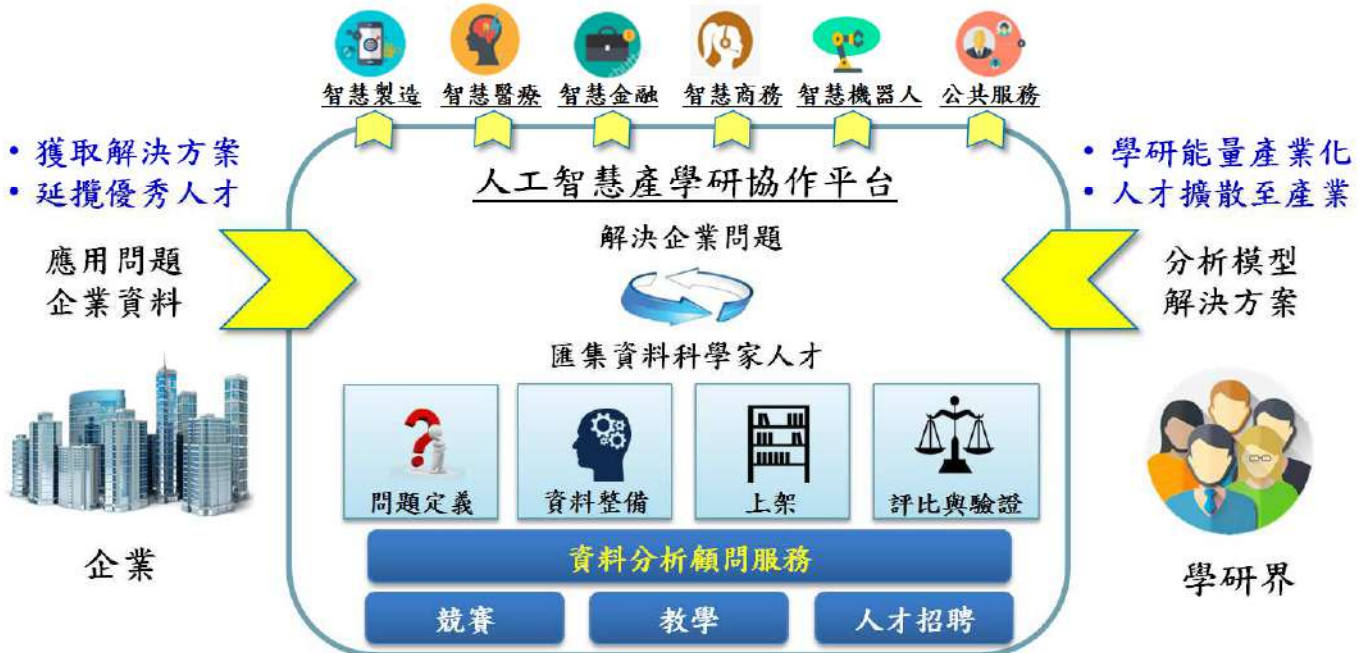 智慧製造
智慧醫療
智慧金融
智慧商務
智慧機器人
公共服務
• 獲取解決方案
• 延攬優秀人才
應用問題
企業資料
企業
人工智慧產學研協作平台
解決企業問題
匯集資料科學家人才
問題定義
資料整備
上架
評比與驗證
資料分析顧問服務
競賽
教學
人才招聘
• 學研能量產業化
• 人才擴散至產業
分析模型
解決方案
學研界